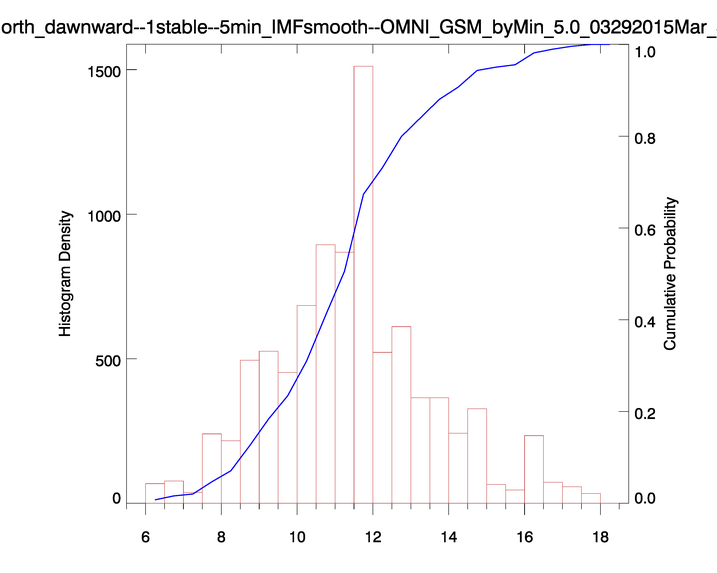 orth_dawnward--1stable--5min_IMFsmooth--OMNI_GSM_byMin_5.0_03292015Mar_
1500
1000
500
0
Histogram Density
1.0
0.8
0.6
0.4
0.2
0.0
Cumulative Probability
6 8 10 12 14 16 18